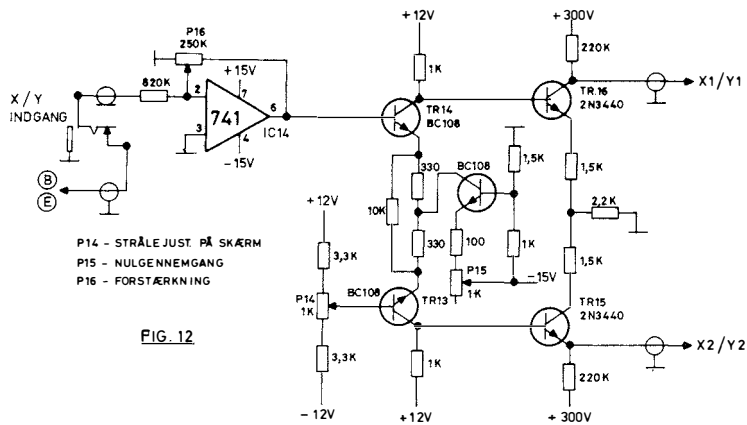 +12V
+300V
P16
250K
220K
1K
X1/Y1
+15V
820K
X/Y
INDGANG
2
7
741
6
3
4
IC14
-15V
TR14
BC108
TR.16
2N3440
330
BC108
1,5K
1,5K
B
E
+12V
10K
2,2K
P14 - STRÅLEJUST. PÅ SKÆRM
P15 - NULGENNEMGANG
P16 - FORSTÆRKNING
3,3K
330
100
1K
1,5K
P15
-15V
BC108
P14
1K
TR13
1K
TR15
2N3440
FIG. 12
X2/Y2
3,3K
1K
220K
-12V
+12V
+300V